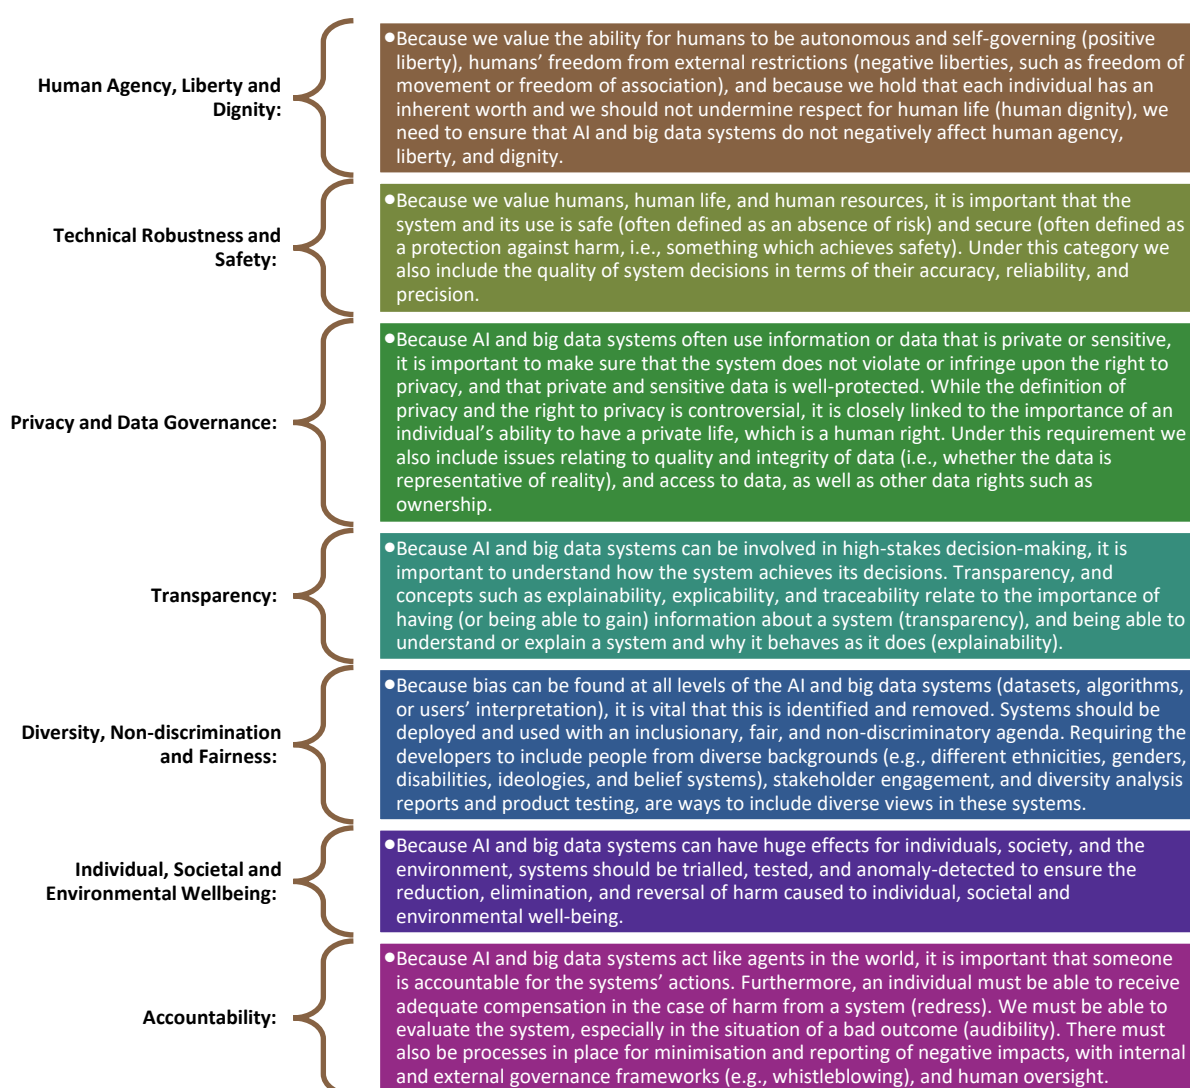 Human Agency, Liberty and
Dignity:
●Because we value the ability for humans to be autonomous and self-governing (positive
liberty), humans’ freedom from external restrictions (negative liberties, such as freedom of
movement or freedom of association), and because we hold that each individual has an
inherent worth and we should not undermine respect for human life (human dignity), we
need to ensure that AI and big data systems do not negatively affect human agency,
liberty, and dignity.
Technical Robustness and
Safety:
●Because we value humans, human life, and human resources, it is important that the
system and its use is safe (often defined as an absence of risk) and secure (often defined as
a protection against harm, i.e., something which achieves safety). Under this category we
also include the quality of system decisions in terms of their accuracy, reliability, and
precision.
Privacy and Data Governance:
●Because AI and big data systems often use information or data that is private or sensitive,
it is important to make sure that the system does not violate or infringe upon the right to
privacy, and that private and sensitive data is well-protected. While the definition of
privacy and the right to privacy is controversial, it is closely linked to the importance of an
individual’s ability to have a private life, which is a human right. Under this requirement we
also include issues relating to quality and integrity of data (i.e., whether the data is
representative of reality), and access to data, as well as other data rights such as
ownership.
Transparency:
●Because AI and big data systems can be involved in high-stakes decision-making, it is
important to understand how the system achieves its decisions. Transparency, and
concepts such as explainability, explicability, and traceability relate to the importance of
having (or being able to gain) information about a system (transparency), and being able to
understand or explain a system and why it behaves as it does (explainability).
Diversity, Non-discrimination
and Fairness:
●Because bias can be found at all levels of the AI and big data systems (datasets, algorithms,
or users’ interpretation), it is vital that this is identified and removed. Systems should be
deployed and used with an inclusionary, fair, and non-discriminatory agenda. Requiring the
developers to include people from diverse backgrounds (e.g., different ethnicities, genders,
disabilities, ideologies, and belief systems), stakeholder engagement, and diversity analysis
reports and product testing, are ways to include diverse views in these systems.
Individual, Societal and
Environmental Wellbeing:
●Because AI and big data systems can have huge effects for individuals, society, and the
environment, systems should be trialled, tested, and anomaly-detected to ensure the
reduction, elimination, and reversal of harm caused to individual, societal and
environmental well-being.
Accountability:
●Because AI and big data systems act like agents in the world, it is important that someone
is accountable for the systems’ actions. Furthermore, an individual must be able to receive
adequate compensation in the case of harm from a system (redress). We must be able to
evaluate the system, especially in the situation of a bad outcome (audibility). There must
also be processes in place for minimisation and reporting of negative impacts, with internal
and external governance frameworks (e.g., whistleblowing), and human oversight.